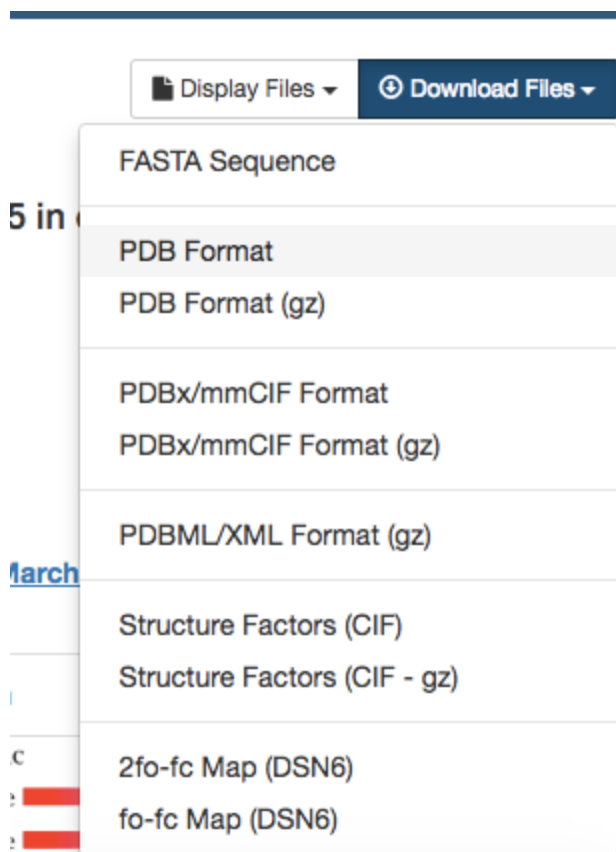 Display Files
Download Files
FASTA Sequence
5 in
PDB Format
PDB Format (gz)
PDBx/mmCIF Format
PDBx/mmCIF Format (gz)
PDBML/XML Format (gz)
March
Structure Factors (CIF)
Structure Factors (CIF - gz)
2fo-fc Map (DSN6)
fo-fc Map (DSN6)